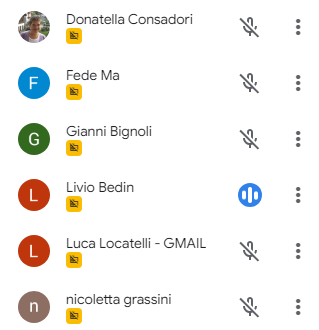 Donatella Consadori
F
Fede Ma
G
Gianni Bignoli
L
Livio Bedin
L
Luca Locatelli - GMAIL
n
nicoletta grassini